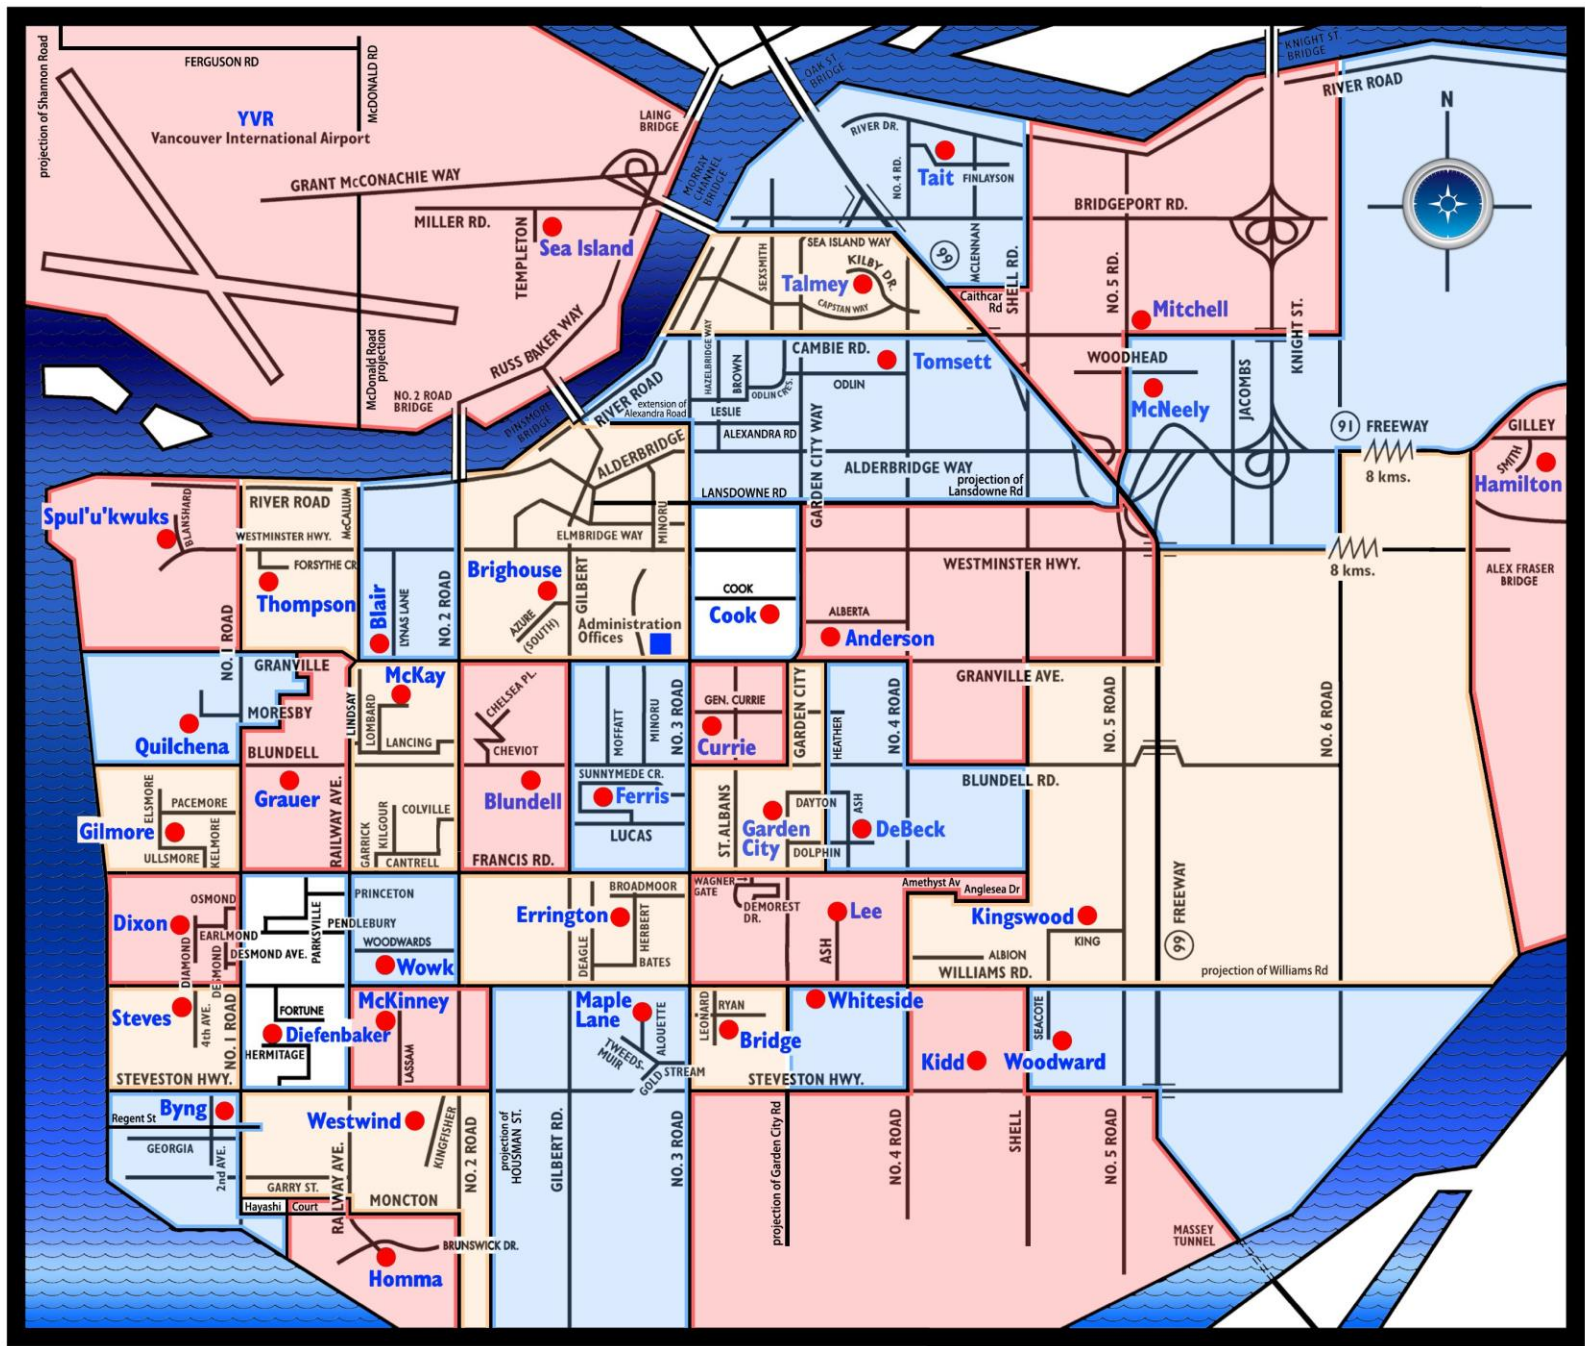 projection of Shannon Road
FERGUSON RD
McDONALD RD
YVR
Vancouver International Airport
GRANT McCONACHIE WAY
MILLER RD.
TEMPLETON
Sea Island
LAING
BRIDGE
MORRAY
CHANNEL
BRIDGE
OAK ST
BRIDGE
KNIGHT ST.
BRIDGE
RIVER ROAD
N
RIVER DR.
NO. 4 RD.
Tait
FINLAYSON
BRIDGEPORT RD.
SEA ISLAND WAY
99
McLENNAN
SHELL RD.
NO. 5 RD.
SEXSMITH
KILBY DR.
Talmey
CAPSTAN WAY
Caithcar
Rd
Mitchell
KNIGHT ST.
McDonald Road
projection
RUSS BAKER WAY
NO. 2 ROAD
BRIDGE
DINSMORE
BRIDGE
RIVER ROAD
HAZELBRIDGE WAY
BROWN
CAMBIE RD.
Tomsett
ODLIN
ODLIN CRES.
extension of
Alexandra Road
LESLIE
ALEXANDRA RD
WOODHEAD
McNeely
JACOBS
91
FREEWAY
8 kms.
GILLEY
SMITH
Hamilton
ALDERBRIDGE
GARDEN CITY WAY
ALDERBRIDGE WAY
projection of
Lansdowne Rd
LANSDOWNE RD
Spul'u'kwuks
BLANSHARD
RIVER ROAD
McCALLUM
WESTMINSTER HWY.
FORSYTHE CR
Thompson
Blair
LYNAS LANE
NO. 2 ROAD
Brighouse
ELMBRIDGE WAY
MINORU
GILBERT
AZURE
(SOUTH)
Administration
Offices
COOK
Cook
WESTMINSTER HWY.
ALBERTA
Anderson
8 kms.
ALEX FRASER
BRIDGE
NO. 1 ROAD
GRANVILLE
MORESBY
Quilchena
BLUNDELL
LINDSAY
McKay
LOMBARD
LANCING
CHELSEA PL.
CHEVIOT
MOFFATT
MINORU
NO. 3 ROAD
GEN. CURRIE
Currie
GARDEN CITY
HEATHER
NO. 4 ROAD
GRANVILLE AVE.
NO. 5 ROAD
NO. 6 ROAD
Grauer
RAILWAY AVE.
ELSMORE
PACEMORE
Gilmore
KELMORE
ULLSMORE
GARRICK
KILGOUR
COLVILLE
CANTRELL
Blundell
FRANCIS RD.
SUNNYMEDE CR.
Ferris
LUCAS
ST. ALBANS
Garden
City
DAYTON
ASH
DeBeck
DOLPHIN
BLUNDELL RD.
Dixon
OSMOND
EARLMOND
DIAMOND
DESMOND
DESMOND AVE.
PARKSVILLE
PRINCETON
PENDLEBURY
WOODWARDS
Wowk
Errington
BROADMOOR
DEAGLE
HERBERT
BATES
WAGNER
GATE
DEMOREST
DR.
Lee
ASH
Amethyst Av
Anglesea Dr
Kingswood
KING
ALBION
WILLIAMS RD.
99
FREEWAY
projection of Williams Rd
Steves
4th AVE.
NO. 1 ROAD
STEVESTON HWY.
FORTUNE
Diefenbaker
HERMITAGE
McKinney
LASSAM
Maple
Lane
ALOUETTE
TWEEDS-
MUIR
GOLD STREAM
LEONARD
RYAN
Bridge
Whiteside
STEVESTON HWY.
Kidd
SEACOTE
Woodward
Byng
Regent St
GEORGIA
2nd AVE.
Westwind
KINGFISHER
RAILWAY AVE.
GARRY ST.
MONCTON
NO. 2 ROAD
Hayashi
Court
BRUNSWICK DR.
Homma
projection of
HOUSMAN ST.
GILBERT RD.
NO. 3 ROAD
projection of Garden City Rd
NO. 4 ROAD
SHELL
NO. 5 ROAD
MASSEY
TUNNEL